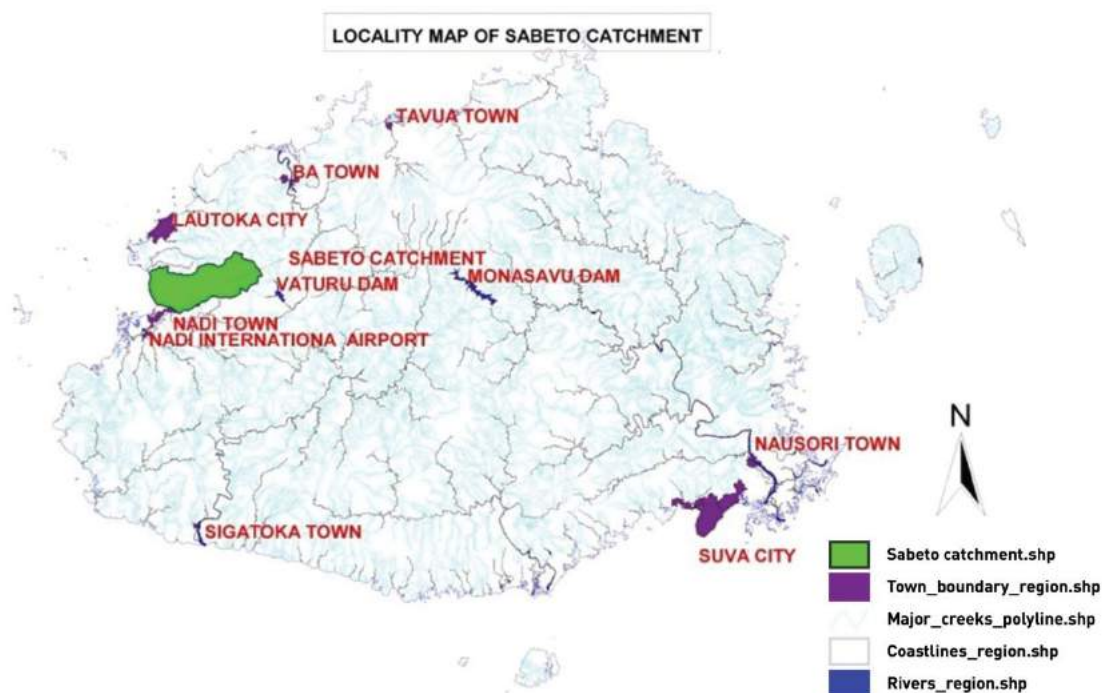 LOCALITY MAP OF SABETO CATCHMENT
TAVUA TOWN
BA TOWN
LAUTOKA CITY
SABETO CATCHMENT
MONASAVU DAM
VATURU DAM
NADI TOWN
NADI INTERNATIONA AIRPORT
N
NAUSORI TOWN
SIGATOKA TOWN
SUVA CITY
Sabeto catchment.shp
Town_boundary_region.shp
Major_creeks_polyline.shp
Coastlines_region.shp
Rivers_region.shp